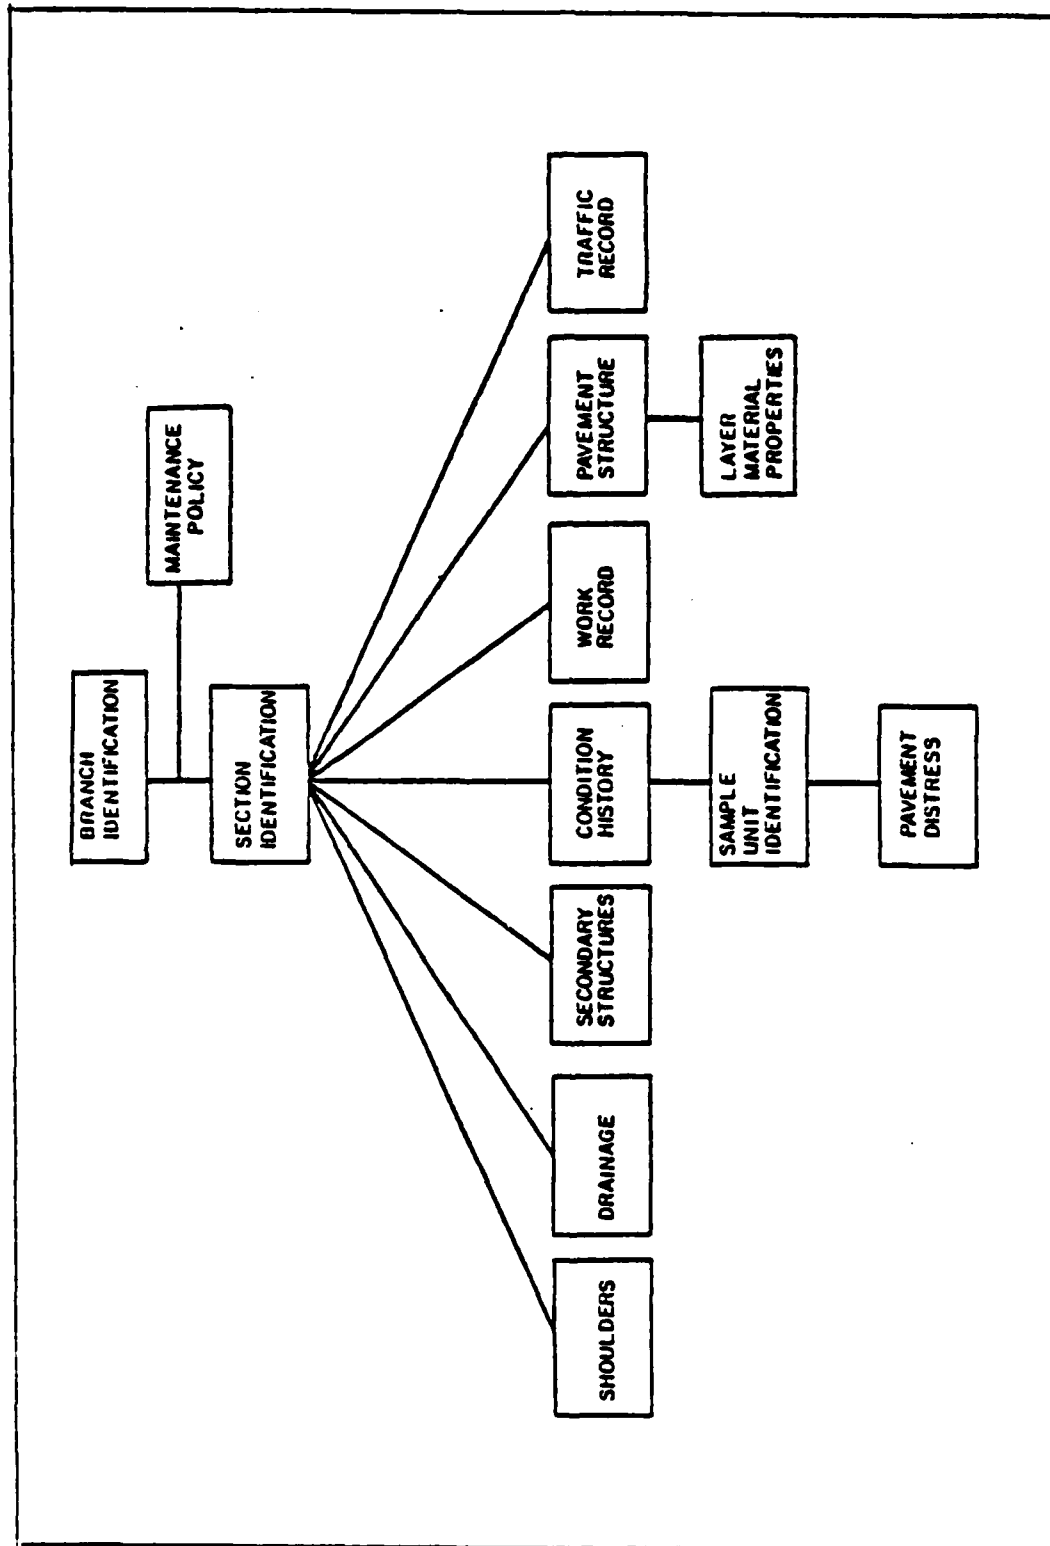 BRANCH
IDENTIFICATION
MAINTENANCE
POLICY
SECTION
IDENTIFICATION
SHOULDERS
DRAINAGE
SECONDARY
STRUCTURES
CONDITION
HISTORY
WORK
RECORD
PAVEMENT
STRUCTURE
TRAFFIC
RECORD
SAMPLE
UNIT
IDENTIFICATION
LAYER
MATERIAL
PROPERTIES
PAVEMENT
DISTRESS